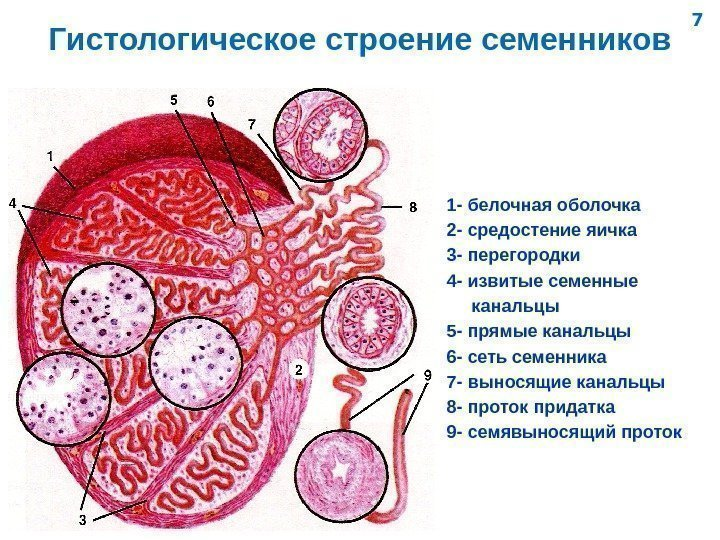 7
Гистологическое строение семенников
5
6
7
1
4
8
2
9
3
1- белочная оболочка
2- средостение яичка
3- перегородки
4- извитые семенные
канальцы
5- прямые канальцы
6- сеть семенника
7- выносящие канальцы
8- проток придатка
9- семявыносящий проток